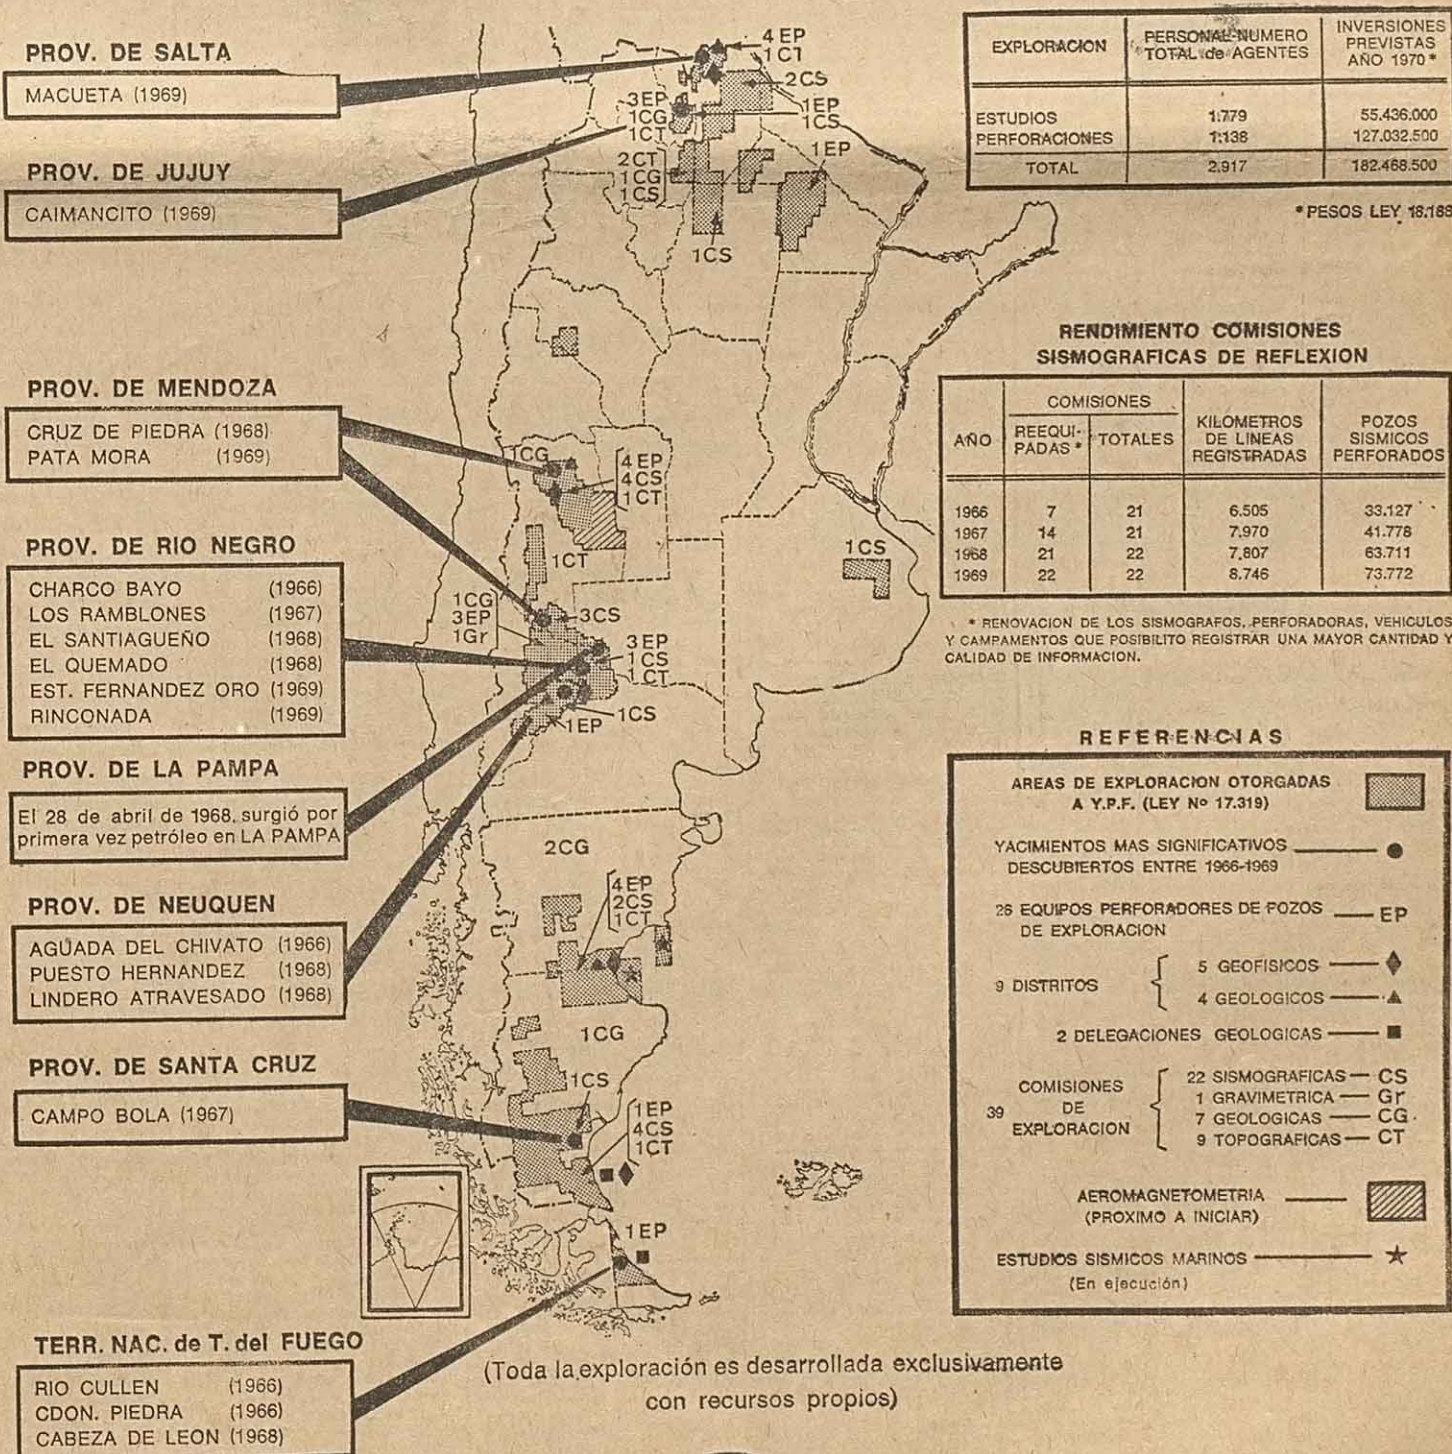 PROV. DE SALTA
MACUETA (1969)
PROV. DE JUJUY
CAIMANCITO (1969)
PROV. DE MENDOZA
CRUZ DE PIEDRA (1968)
PATA MORA (1969)
PROV. DE RIO NEGRO
CHARCO BAYO (1966)
LOS RAMBLONES (1967)
EL SANTIAGUEÑO (1968)
EL QUEMADO (1968)
EST. FERNANDEZ ORO (1969)
RINCONADA (1969)
PROV. DE LA PAMPA
El 28 de abril de 1968, surgió por
primera vez petróleo en LA PAMPA
PROV. DE NEUQUEN
AGUADA DEL CHIVATO (1966)
PUESTO HERNANDEZ (1968)
LINDERO ATRAVESADO (1968)
PROV. DE SANTA CRUZ
CAMPO BOLA (1967)
TERR. NAC. de T. del FUEGO
RIO CULLEN (1966)
CDON. PIEDRA (1966)
CABEZA DE LEON (1968)
4 EP
1 CT
2 CS
3 EP
1 CG
1 CT
1 EP
1 CS
2 CT
1 CG
1 CS
1 EP
1 CS
1 CG
4 EP
4 CS
1 CT
1 CT
1 CS
1 CG
3 EP
1 Gr
3 CS
3 EP
1 CS
1 CT
1 CS
1 EP
2 CG
4 EP
2 CS
1 CT
1 CG
1 CS
1 EP
4 CS
1 CT
1 EP
(Toda la exploración es desarrollada exclusivamente
con recursos propios)
EXPLORACION PERSONAL-NUMERO TOTAL de AGENTES INVERSIONES PREVISTAS AÑO 1970 *
ESTUDIOS 1.779 55.436.000
PERFORACIONES 1.138 127.032.500
TOTAL 2.917 182.468.500
* PESOS LEY 18.188
RENDIMIENTO COMISIONES
SISMOGRAFICAS DE REFLEXION
AÑO COMISIONES REEQUI-PADAS * TOTALES KILOMETROS DE LINEAS REGISTRADAS POZOS SISMICOS PERFORADOS
1966 7 21 6.505 33.127
1967 14 21 7.970 41.778
1968 21 22 7.807 63.711
1969 22 22 8.746 73.772
* RENOVACION DE LOS SISMOGRAFOS, PERFORADORAS, VEHICULOS
Y CAMPAMENTOS QUE POSIBILITO REGISTRAR UNA MAYOR CANTIDAD Y
CALIDAD DE INFORMACION.
REFERENCIAS
AREAS DE EXPLORACION OTORGADAS
A Y.P.F. (LEY Nº 17.319)
YACIMIENTOS MAS SIGNIFICATIVOS
DESCUBIERTOS ENTRE 1966-1969
26 EQUIPOS PERFORADORES DE POZOS EP
DE EXPLORACION
9 DISTRITOS
5 GEOFISICOS
4 GEOLOGICOS
2 DELEGACIONES GEOLOGICAS
39 COMISIONES DE EXPLORACION
22 SISMOGRAFICAS CS
1 GRAVIMETRICA Gr
7 GEOLOGICAS CG
9 TOPOGRAFICAS CT
AEROMAGNETOMETRIA
(PROXIMO A INICIAR)
ESTUDIOS SISMICOS MARINOS
(En ejecución)